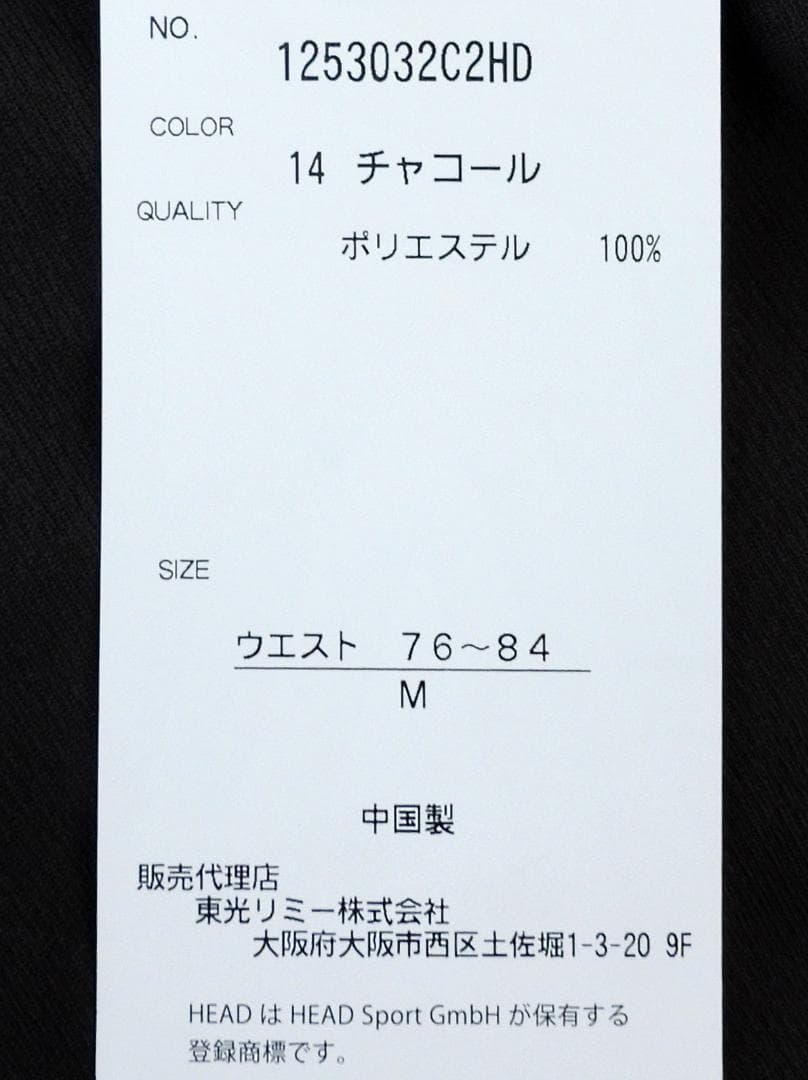 NO.
1253032C2HD
COLOR
14 チャコール
QUALITY
ポリエステル 100%
SIZE
ウエスト 76〜84
M
中国製
販売代理店
東光リミー株式会社
大阪府大阪市西区土佐堀1-3-20 9F
HEAD は HEAD Sport GmbH が保有する
登録商標です。